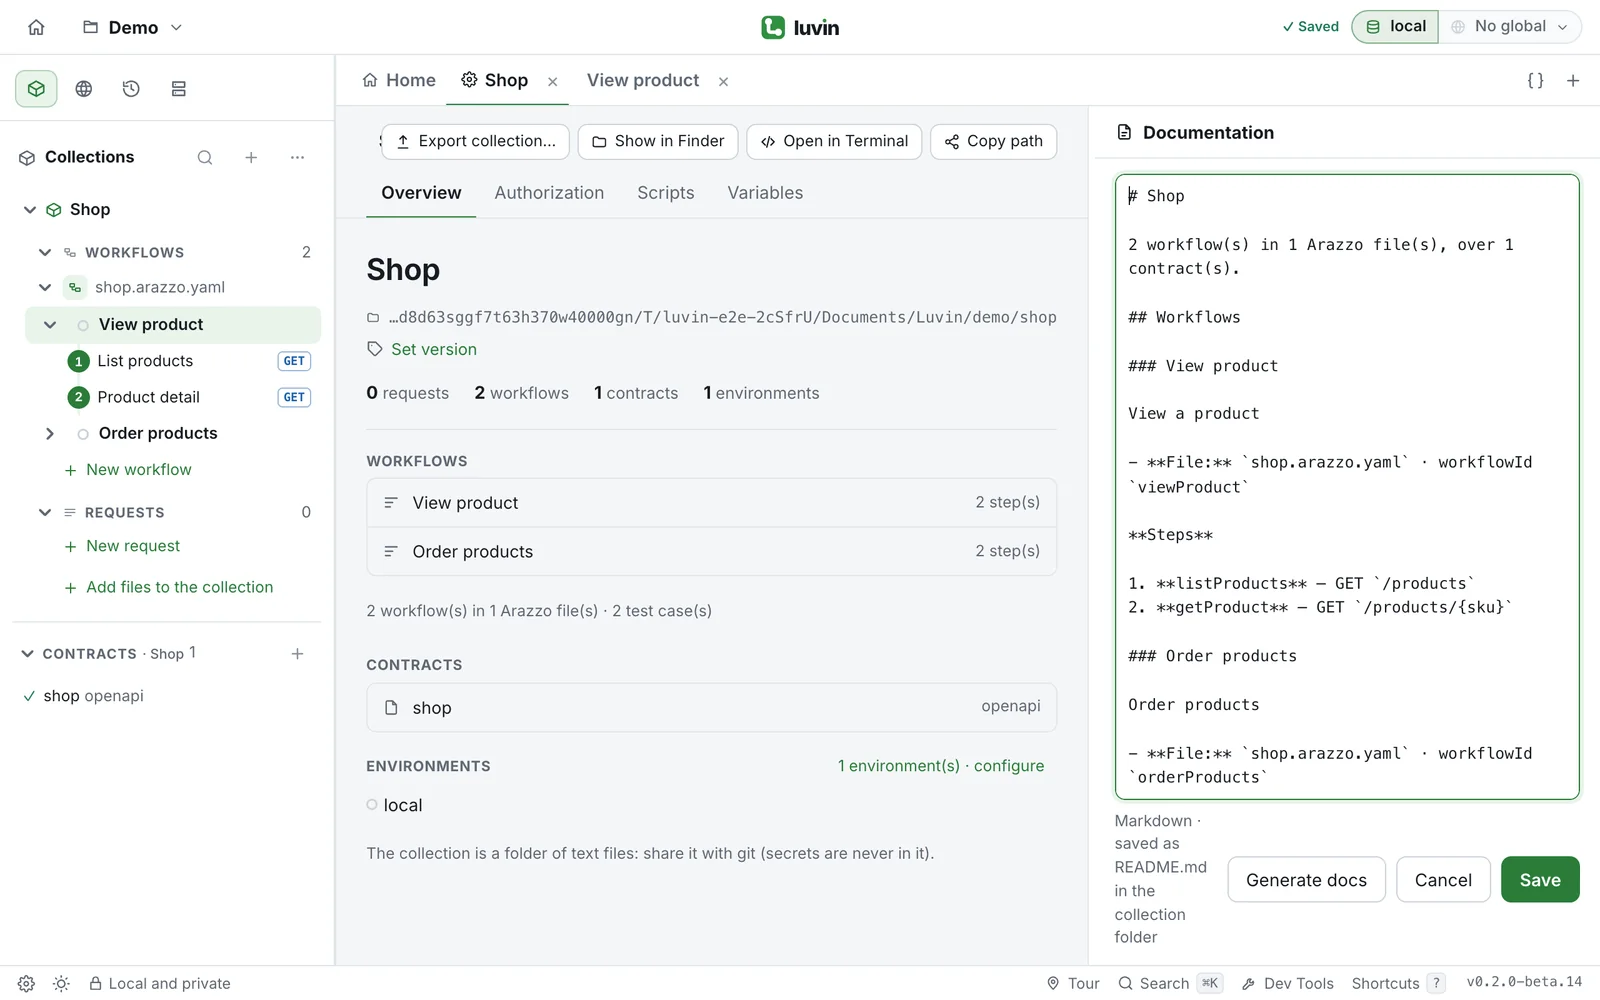 Demo
luvin
Saved
local
No global
Home
Shop
View product
{}
Collections
Shop
WORKFLOWS 2
shop.arazzo.yaml
View product
1 List products GET
2 Product detail GET
Order products
+ New workflow
REQUESTS 0
+ New request
+ Add files to the collection
CONTRACTS · Shop 1
shop openapi
Export collection...
Show in Finder
Open in Terminal
Copy path
Overview
Authorization
Scripts
Variables
Shop
…d8d63sggf7t63h370w40000gn/T/luvin-e2e-2cSfrU/Documents/Luvin/demo/shop
Set version
0 requests 2 workflows 1 contracts 1 environments
WORKFLOWS
View product 2 step(s)
Order products 2 step(s)
2 workflow(s) in 1 Arazzo file(s) · 2 test case(s)
CONTRACTS
shop openapi
ENVIRONMENTS 1 environment(s) · configure
local
The collection is a folder of text files: share it with git (secrets are never in it).
Documentation
# Shop
2 workflow(s) in 1 Arazzo file(s), over 1
contract(s).
## Workflows
### View product
View a product
- **File:** `shop.arazzo.yaml` · workflowId
`viewProduct`
**Steps**
1. **listProducts** — GET `/products`
2. **getProduct** — GET `/products/{sku}`
### Order products
Order products
- **File:** `shop.arazzo.yaml` · workflowId
`orderProducts`
Markdown ·
saved as
README.md
in the
collection
folder
Generate docs
Cancel
Save
Local and private
Tour
Search ⌘K
Dev Tools
Shortcuts ?
v0.2.0-beta.14